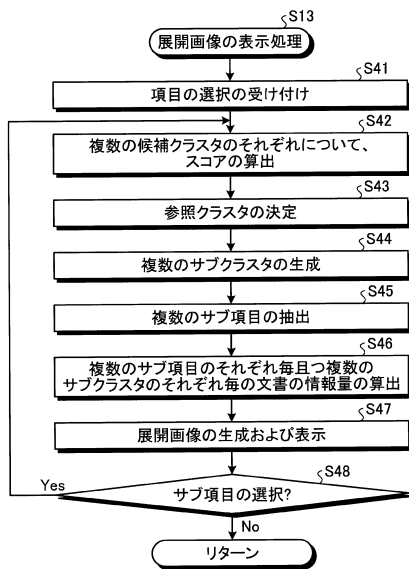 S13
展開画像の表示処理
S41
項目の選択の受け付け
S42
複数の候補クラスタのそれぞれについて、
スコアの算出
S43
参照クラスタの決定
S44
複数のサブクラスタの生成
S45
複数のサブ項目の抽出
S46
複数のサブ項目のそれぞれ毎且つ複数の
サブクラスタのそれぞれ毎の文書の情報量の算出
S47
展開画像の生成および表示
S48
サブ項目の選択?
Yes
No
リターン